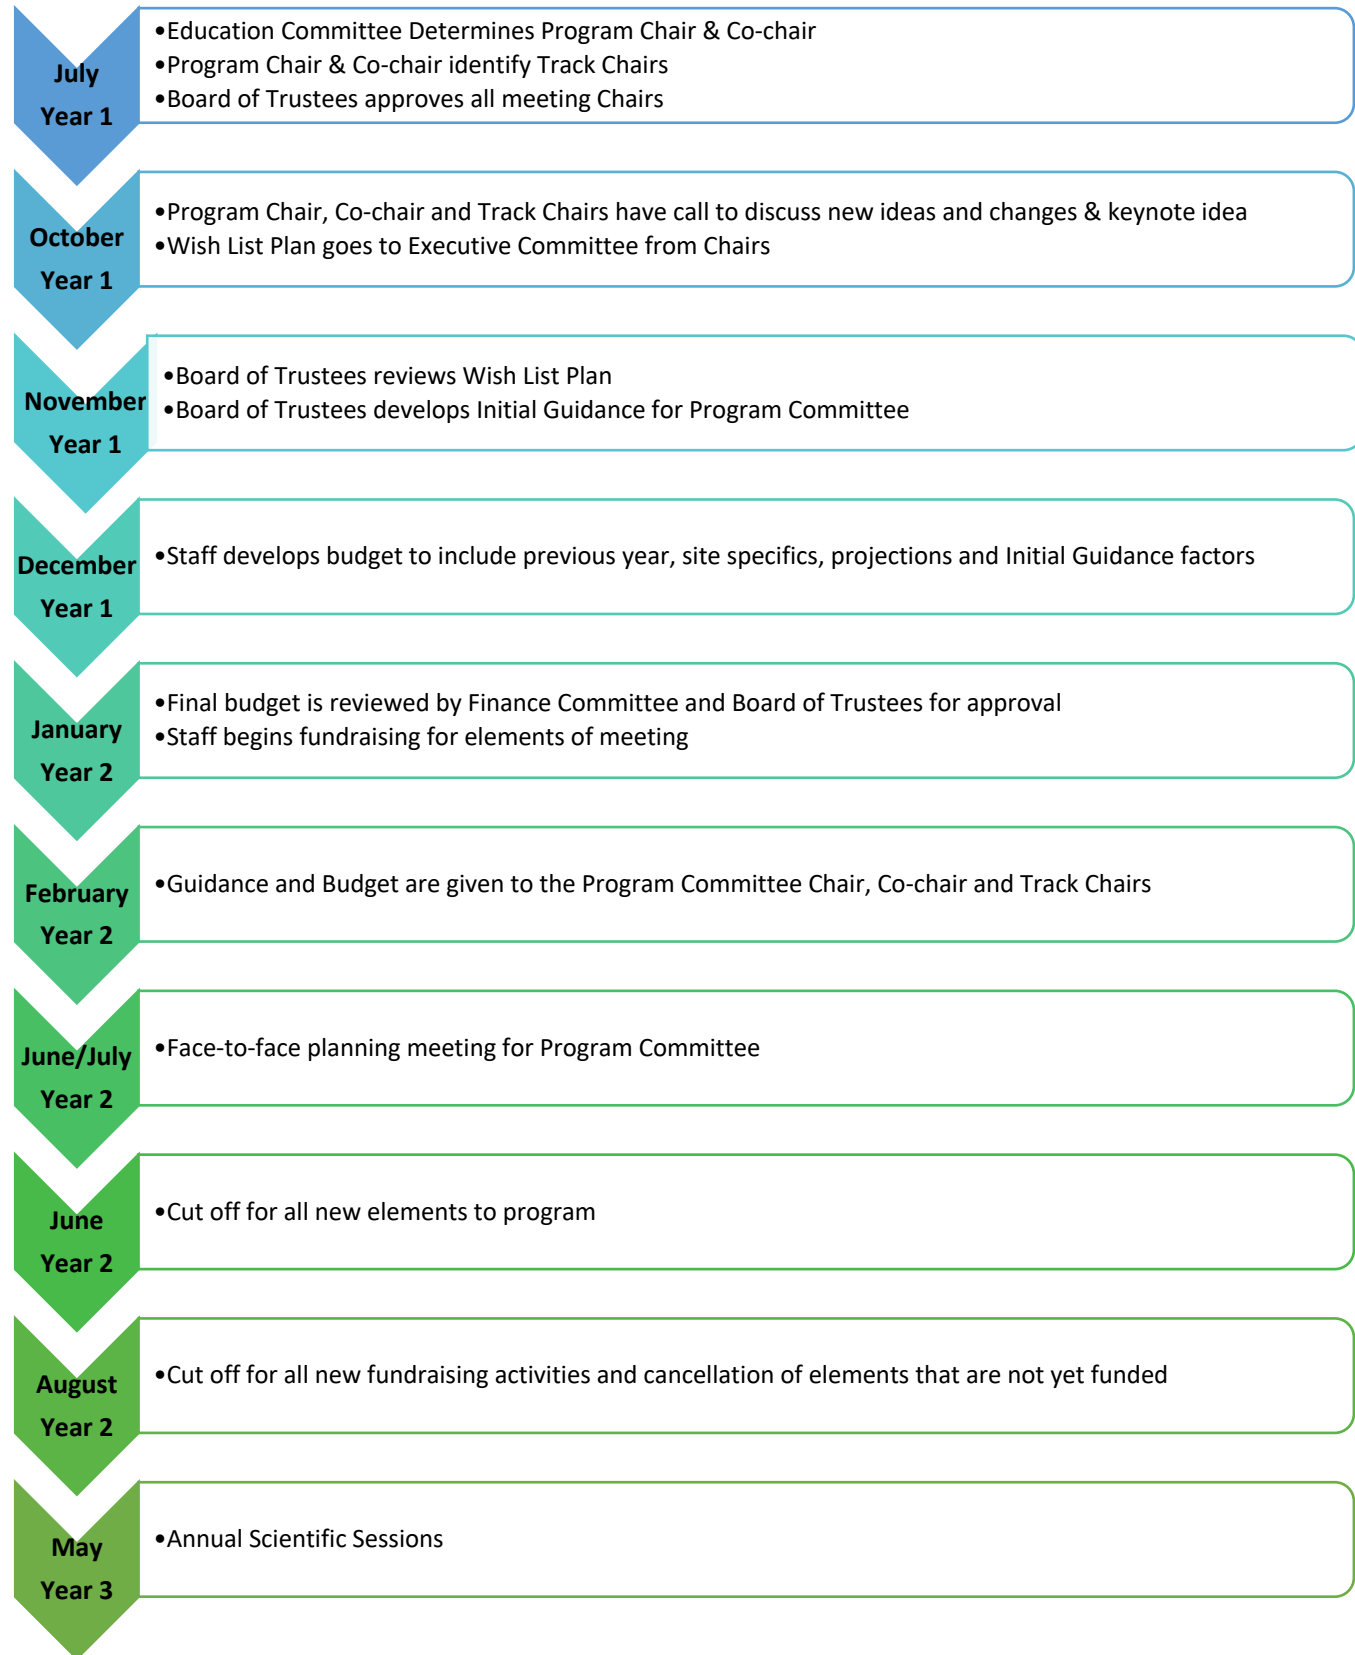 July
Year 1
•Education Committee Determines Program Chair & Co-chair
•Program Chair & Co-chair identify Track Chairs
•Board of Trustees approves all meeting Chairs
October
Year 1
•Program Chair, Co-chair and Track Chairs have call to discuss new ideas and changes & keynote idea
•Wish List Plan goes to Executive Committee from Chairs
November
Year 1
•Board of Trustees reviews Wish List Plan
•Board of Trustees develops Initial Guidance for Program Committee
December
Year 1
•Staff develops budget to include previous year, site specifics, projections and Initial Guidance factors
January
Year 2
•Final budget is reviewed by Finance Committee and Board of Trustees for approval
•Staff begins fundraising for elements of meeting
February
Year 2
•Guidance and Budget are given to the Program Committee Chair, Co-chair and Track Chairs
June/July
Year 2
•Face-to-face planning meeting for Program Committee
June
Year 2
•Cut off for all new elements to program
August
Year 2
•Cut off for all new fundraising activities and cancellation of elements that are not yet funded
May
Year 3
•Annual Scientific Sessions